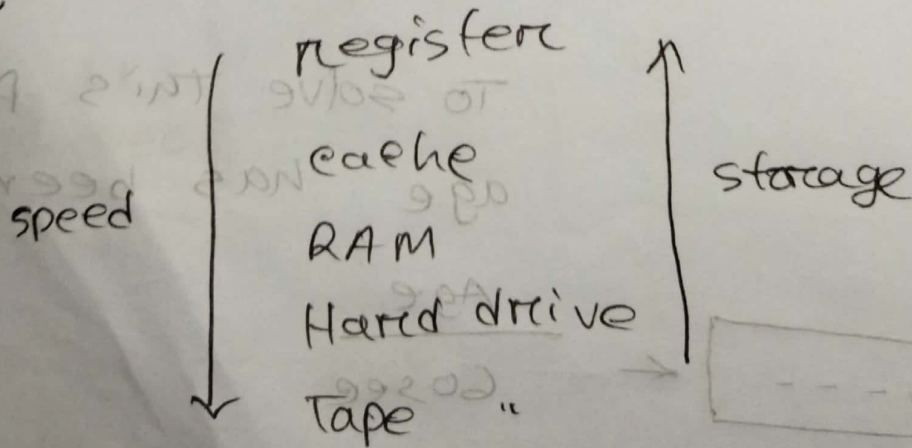 register
cache
speed
storage
RAM
Hard drive
Tape "